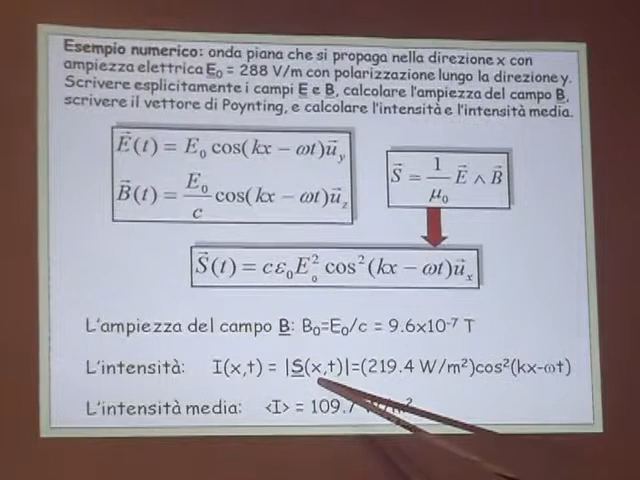 Esempio numerico: onda piana che si propaga nella direzione x con
ampiezza elettrica E₀ = 288 V/m con polarizzazione lungo la direzione y.
Scrivere esplicitamente i campi E e B, calcolare l'ampiezza del campo B,
scrivere il vettore di Poynting, e calcolare l'intensità e l'intensità media.
E⃗(t) = E₀ cos(kx − ωt)u⃗_y
B⃗(t) = E₀/c cos(kx − ωt)u⃗_z
S⃗ = 1/μ₀ E⃗ ∧ B⃗
S⃗(t) = cε₀E₀² cos²(kx − ωt)u⃗_x
L'ampiezza del campo B: B₀=E₀/c = 9.6x10⁻⁷ T
L'intensità: I(x,t) = |S(x,t)|=(219.4 W/m²)cos²(kx-ωt)
L'intensità media: <I> = 109.7 W/m²